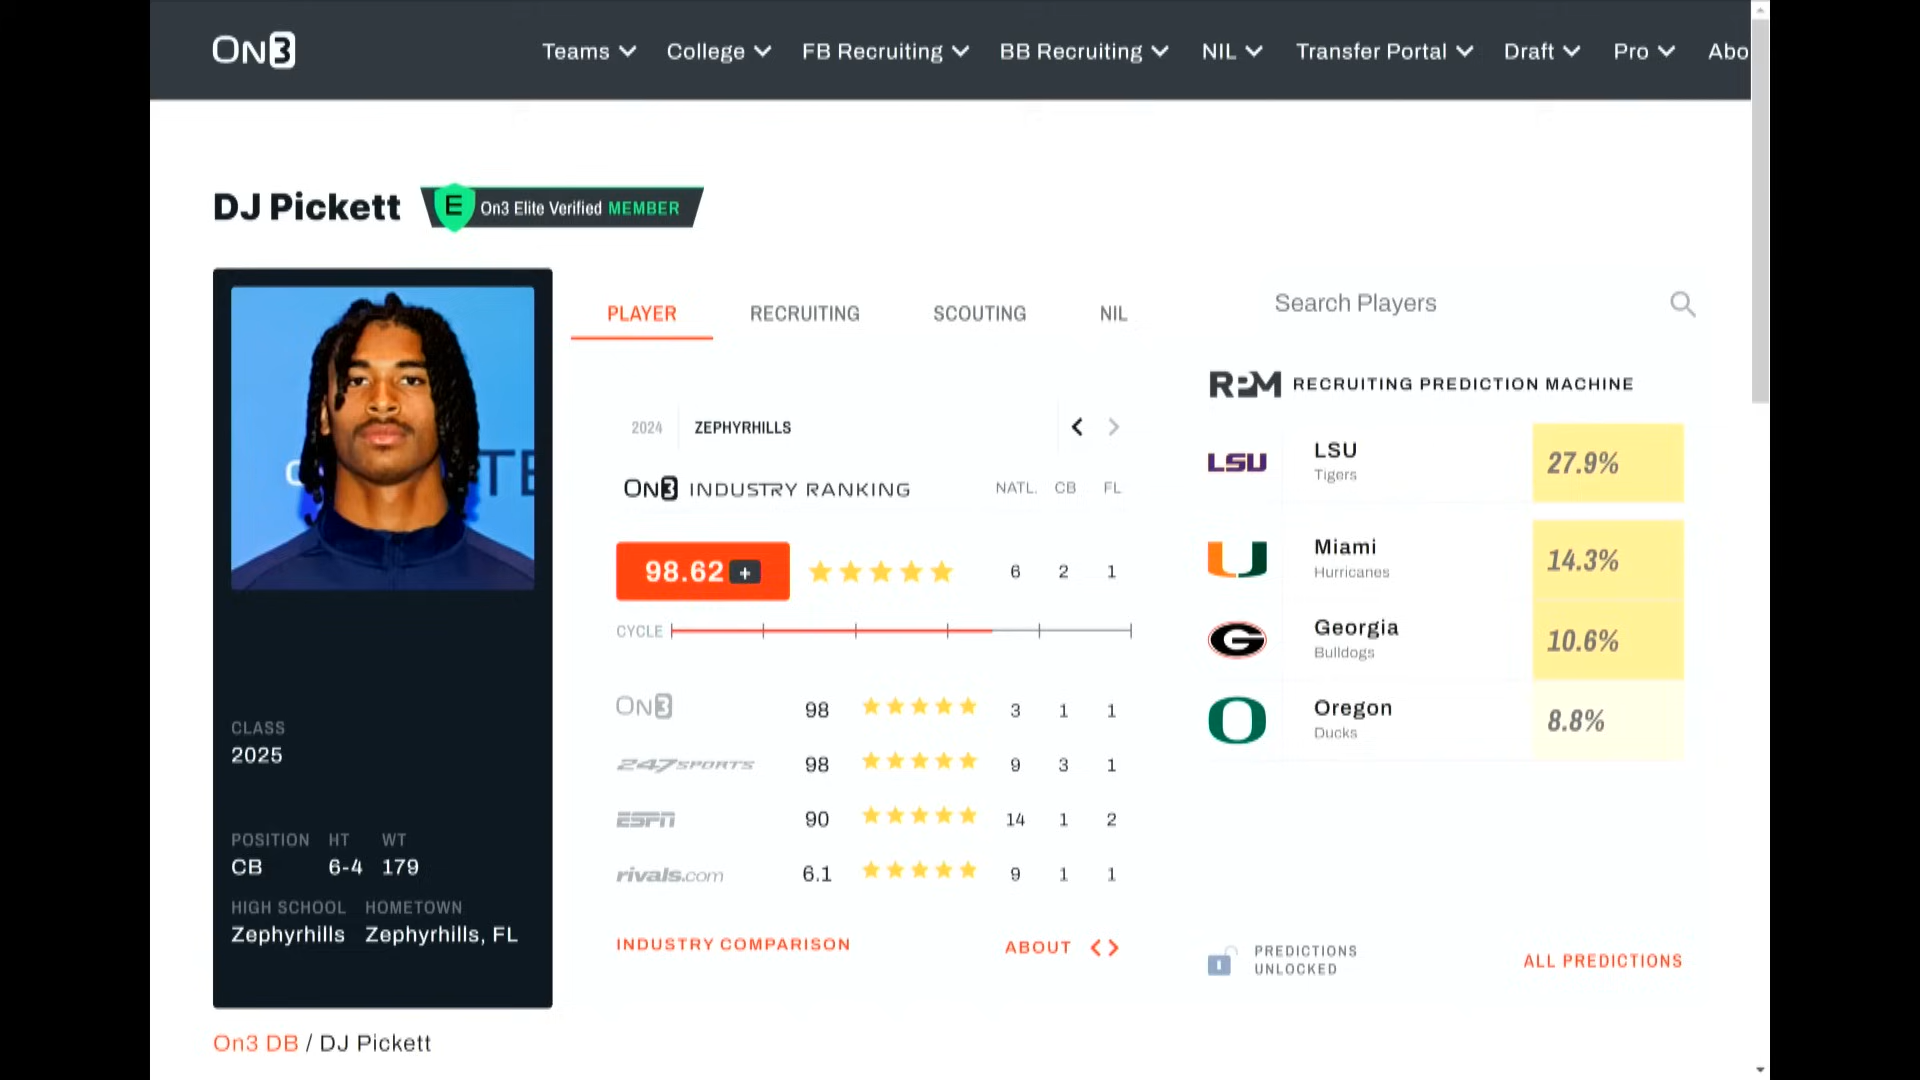 ON3
Teams College FB Recruiting BB Recruiting NIL Transfer Portal Draft Pro Abo
DJ Pickett
E On3 Elite Verified MEMBER
TE
CLASS
2025
POSITION HT WT
CB 6-4 179
HIGH SCHOOL HOMETOWN
Zephyrhills Zephyrhills, FL
On3 DB / DJ Pickett
PLAYER RECRUITING SCOUTING NIL
2024 ZEPHYRHILLS
ON3 INDUSTRY RANKING NATL. CB FL
98.62 + 6 2 1
CYCLE
ON3 98 3 1 1
247SPORTS 98 9 3 1
ESPN 90 14 1 2
rivals.com 6.1 9 1 1
INDUSTRY COMPARISON ABOUT
Search Players
RPM RECRUITING PREDICTION MACHINE
LSU LSU 27.9%
Tigers
Miami 14.3%
Hurricanes
G Georgia 10.6%
Bulldogs
O Oregon 8.8%
Ducks
PREDICTIONS
UNLOCKED
ALL PREDICTIONS